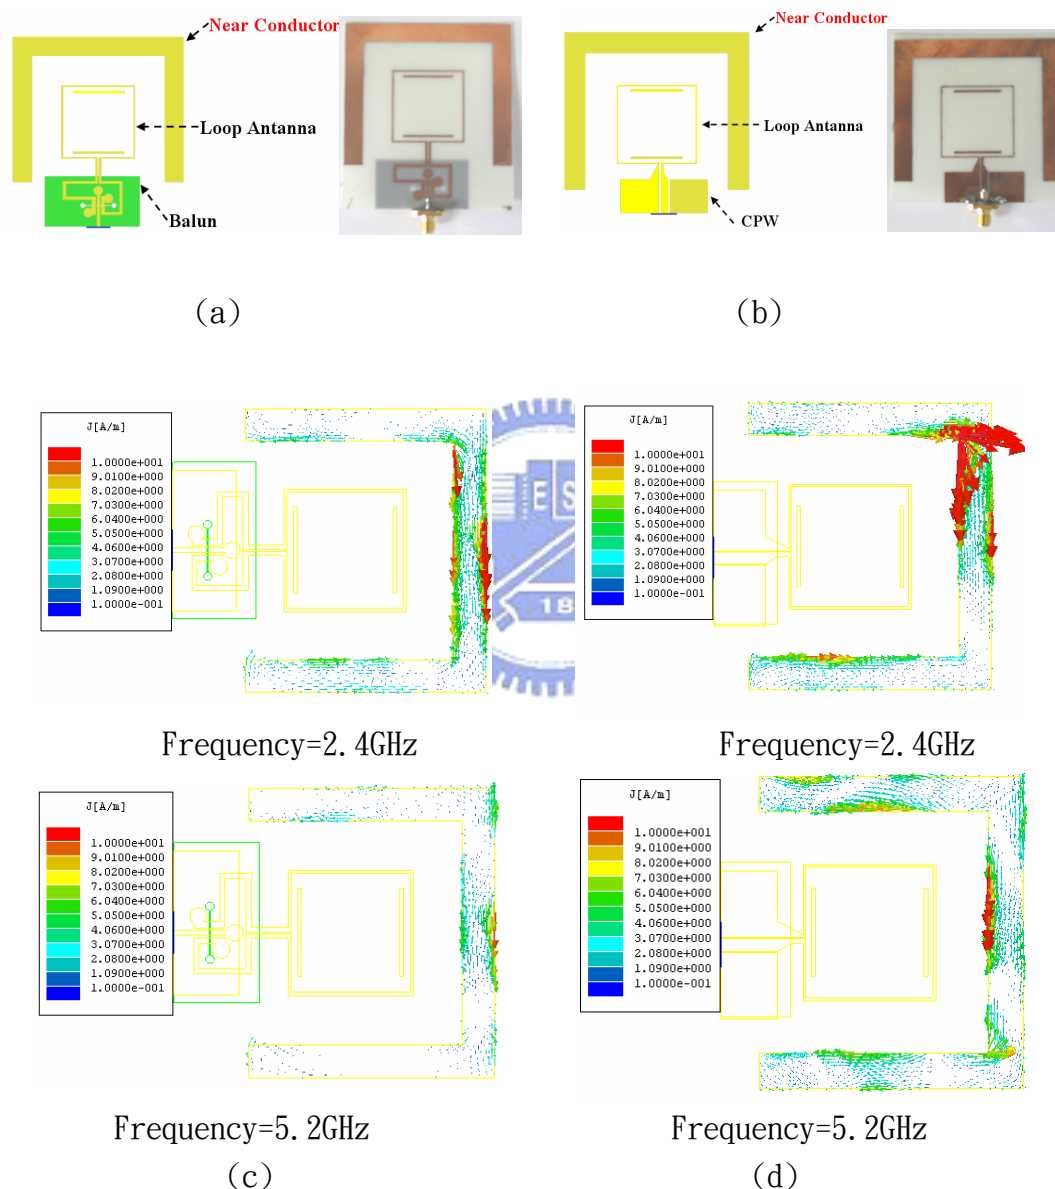 Near Conductor
Loop Antanna
Balun
(a)
Near Conductor
Loop Antanna
CPW
(b)
J[A/m]
1.0000e+001
9.0100e+000
8.0200e+000
7.0300e+000
6.0400e+000
5.0500e+000
4.0600e+000
3.0700e+000
2.0800e+000
1.0900e+000
1.0000e-001
Frequency=2.4GHz
J[A/m]
1.0000e+001
9.0100e+000
8.0200e+000
7.0300e+000
6.0400e+000
5.0500e+000
4.0600e+000
3.0700e+000
2.0800e+000
1.0900e+000
1.0000e-001
Frequency=2.4GHz
ES
18
J[A/m]
1.0000e+001
9.0100e+000
8.0200e+000
7.0300e+000
6.0400e+000
5.0500e+000
4.0600e+000
3.0700e+000
2.0800e+000
1.0900e+000
1.0000e-001
Frequency=5.2GHz
(c)
J[A/m]
1.0000e+001
9.0100e+000
8.0200e+000
7.0300e+000
6.0400e+000
5.0500e+000
4.0600e+000
3.0700e+000
2.0800e+000
1.0900e+000
1.0000e-001
Frequency=5.2GHz
(d)